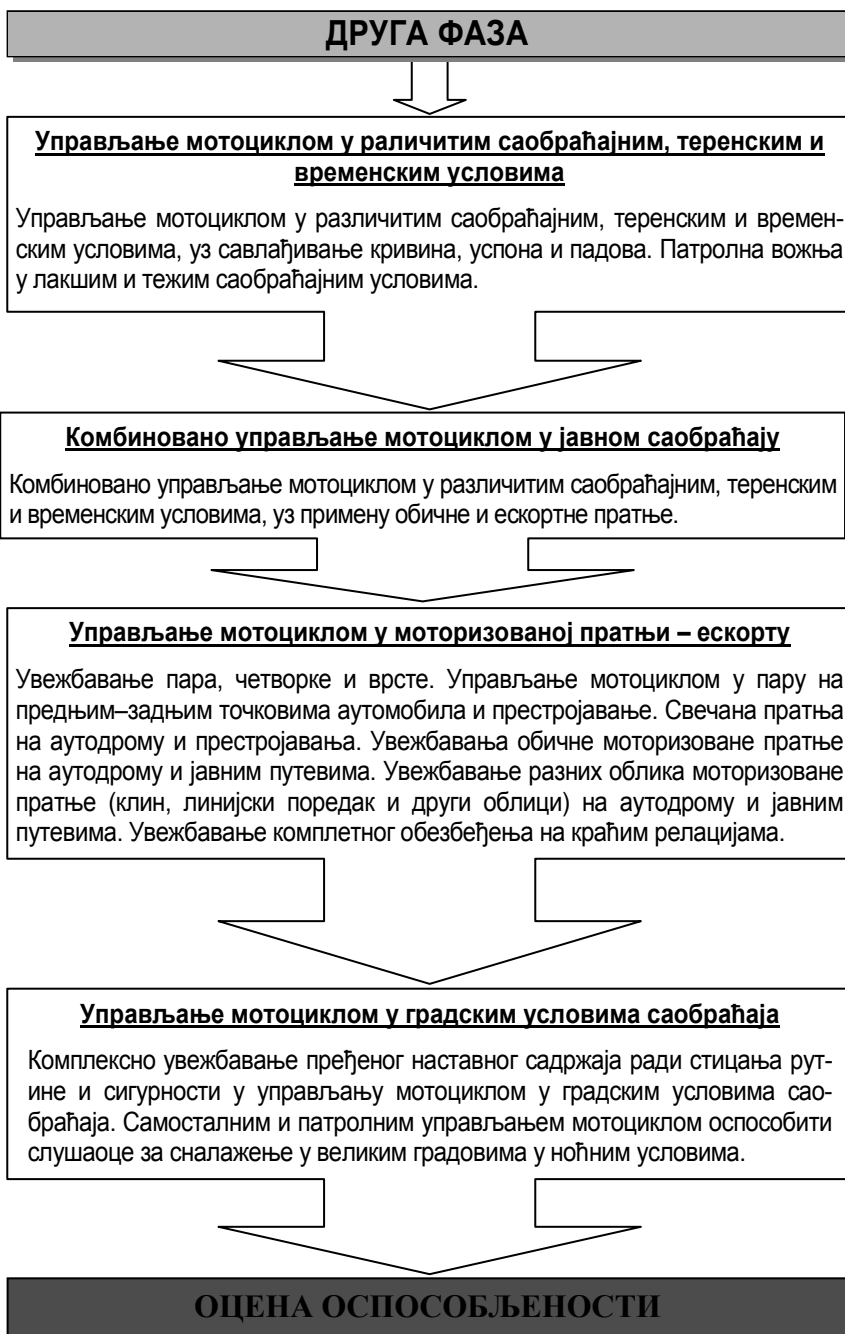 ДРУГА ФАЗА
Управљање мотоциклом у раличитим саобраћајним, теренским и
временским условима
Управљање мотоциклом у различитим саобраћајним, теренским и времен-
ским условима, уз савлађивање кривина, успона и падова. Патролна вожња
у лакшим и тежим саобраћајним условима.
Комбиновано управљање мотоциклом у јавном саобраћају
Комбиновано управљање мотоциклом у различитим саобраћајним, теренским
и временским условима, уз примену обичне и ескортне пратње.
Управљање мотоциклом у моторизованој пратњи – ескорту
Увежбавање пара, четворке и врсте. Управљање мотоциклом у пару на
предњим–задњим точковима аутомобила и престројавање. Свечана пратња
на аутодрому и престројавања. Увежбавања обичне моторизоване пратње
на аутодрому и јавним путевима. Увежбавање разних облика моторизоване
пратње (клин, линијски поредак и други облици) на аутодрому и јавним
путевима. Увежбавање комплетног обезбеђења на краћим релацијама.
Управљање мотоциклом у градским условима саобраћаја
Комплексно увежбавање пређеног наставног садржаја ради стицања рут-
ине и сигурности у управљању мотоциклом у градским условима сао-
браћаја. Самосталним и патролним управљањем мотоциклом оспособити
слушаоце за сналажење у великим градовима у ноћним условима.
ОЦЕНА ОСПОСОБЉЕНОСТИ